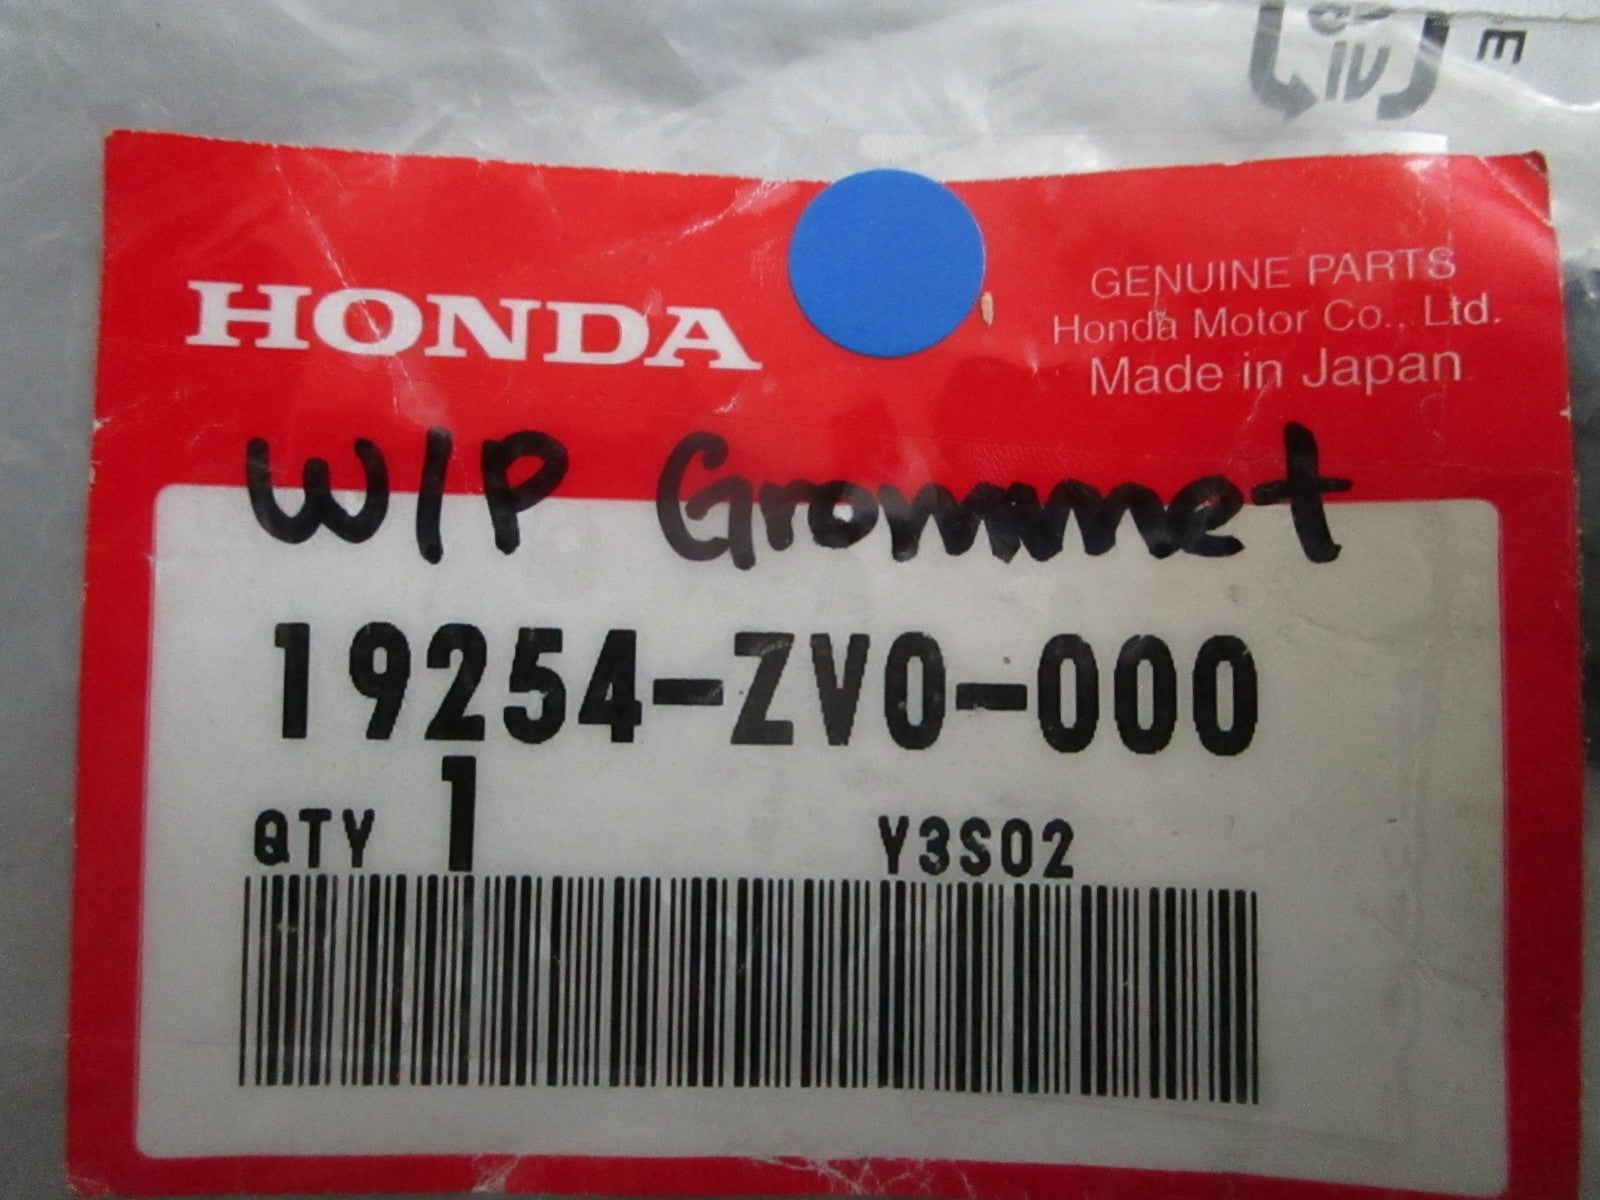 E
HONDA
GENUINE PARTS
Honda Motor Co., Ltd.
Made in Japan
W/P Grommet
19254-ZV0-000
QTY 1 Y3S02